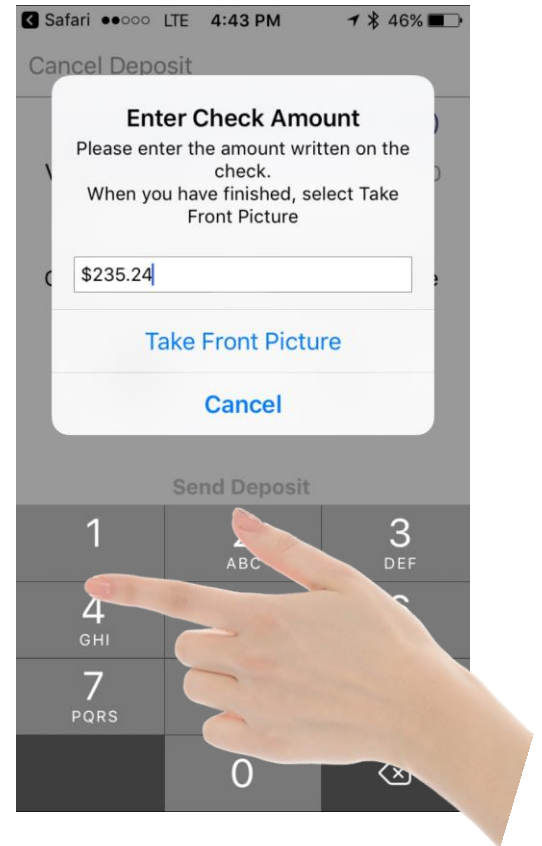 Safari LTE 4:43 PM 46%
Cancel Deposit
Enter Check Amount
Please enter the amount written on the
check.
When you have finished, select Take
Front Picture
$235.24
Take Front Picture
Cancel
Send Deposit
1 3
ABC DEF
4
GHI
7
PQRS
0